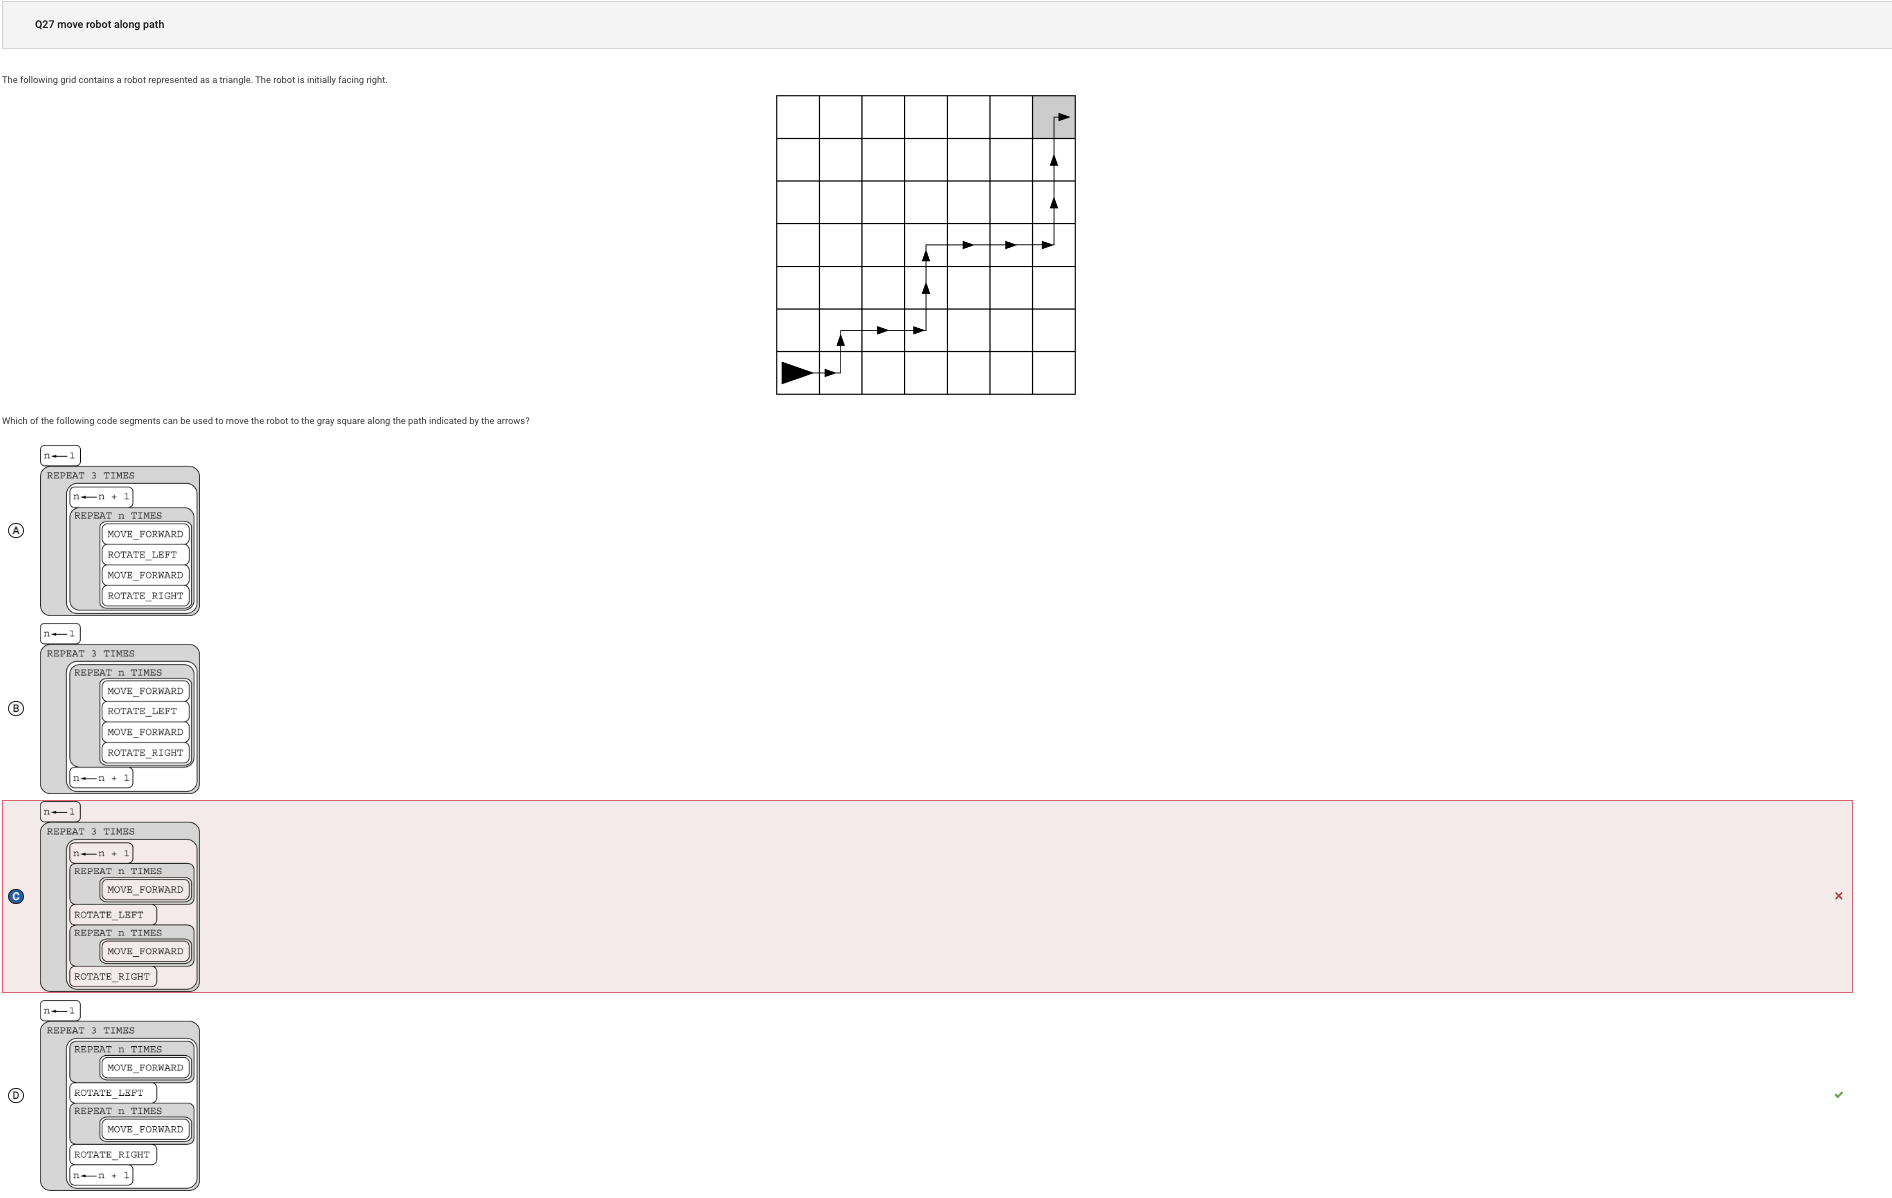 Q27 move robot along path
The following grid contains a robot represented as a triangle. The robot is initially facing right.
Which of the following code segments can be used to move the robot to the gray square along the path indicated by the arrows?
A
n ← 1
REPEAT 3 TIMES
n ← n + 1
REPEAT n TIMES
MOVE_FORWARD
ROTATE_LEFT
MOVE_FORWARD
ROTATE_RIGHT
B
n ← 1
REPEAT 3 TIMES
REPEAT n TIMES
MOVE_FORWARD
ROTATE_LEFT
MOVE_FORWARD
ROTATE_RIGHT
n ← n + 1
C
n ← 1
REPEAT 3 TIMES
n ← n + 1
REPEAT n TIMES
MOVE_FORWARD
ROTATE_LEFT
REPEAT n TIMES
MOVE_FORWARD
ROTATE_RIGHT
D
n ← 1
REPEAT 3 TIMES
REPEAT n TIMES
MOVE_FORWARD
ROTATE_LEFT
REPEAT n TIMES
MOVE_FORWARD
ROTATE_RIGHT
n ← n + 1